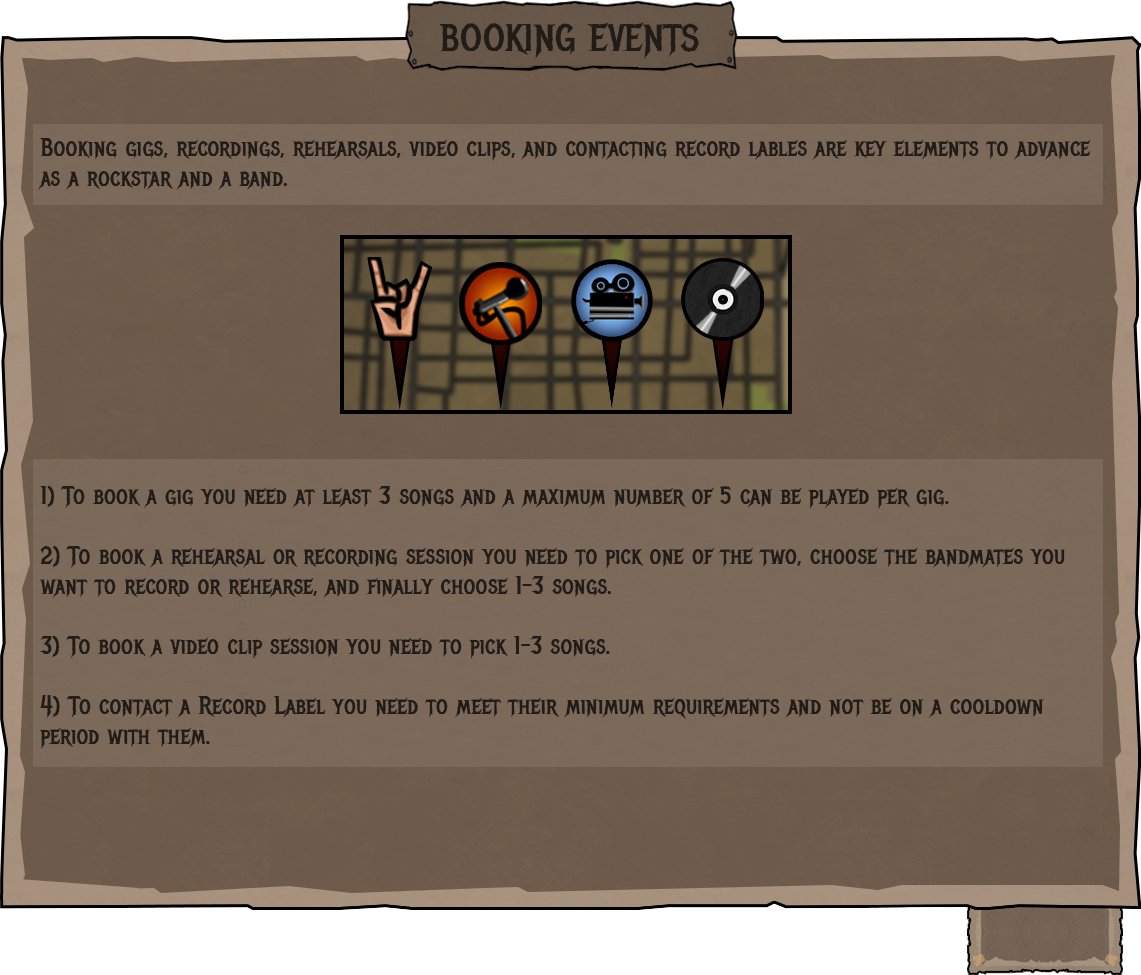 BOOKING EVENTS
Booking gigs, recordings, rehearsals, video clips, and contacting record lables are key elements to advance
as a rockstar and a band.
1) To book a gig you need at least 3 songs and a maximum number of 5 can be played per gig.
2) To book a rehearsal or recording session you need to pick one of the two, choose the bandmates you
want to record or rehearse, and finally choose 1-3 songs.
3) To book a video clip session you need to pick 1-3 songs.
4) To contact a Record Label you need to meet their minimum requirements and not be on a cooldown
period with them.